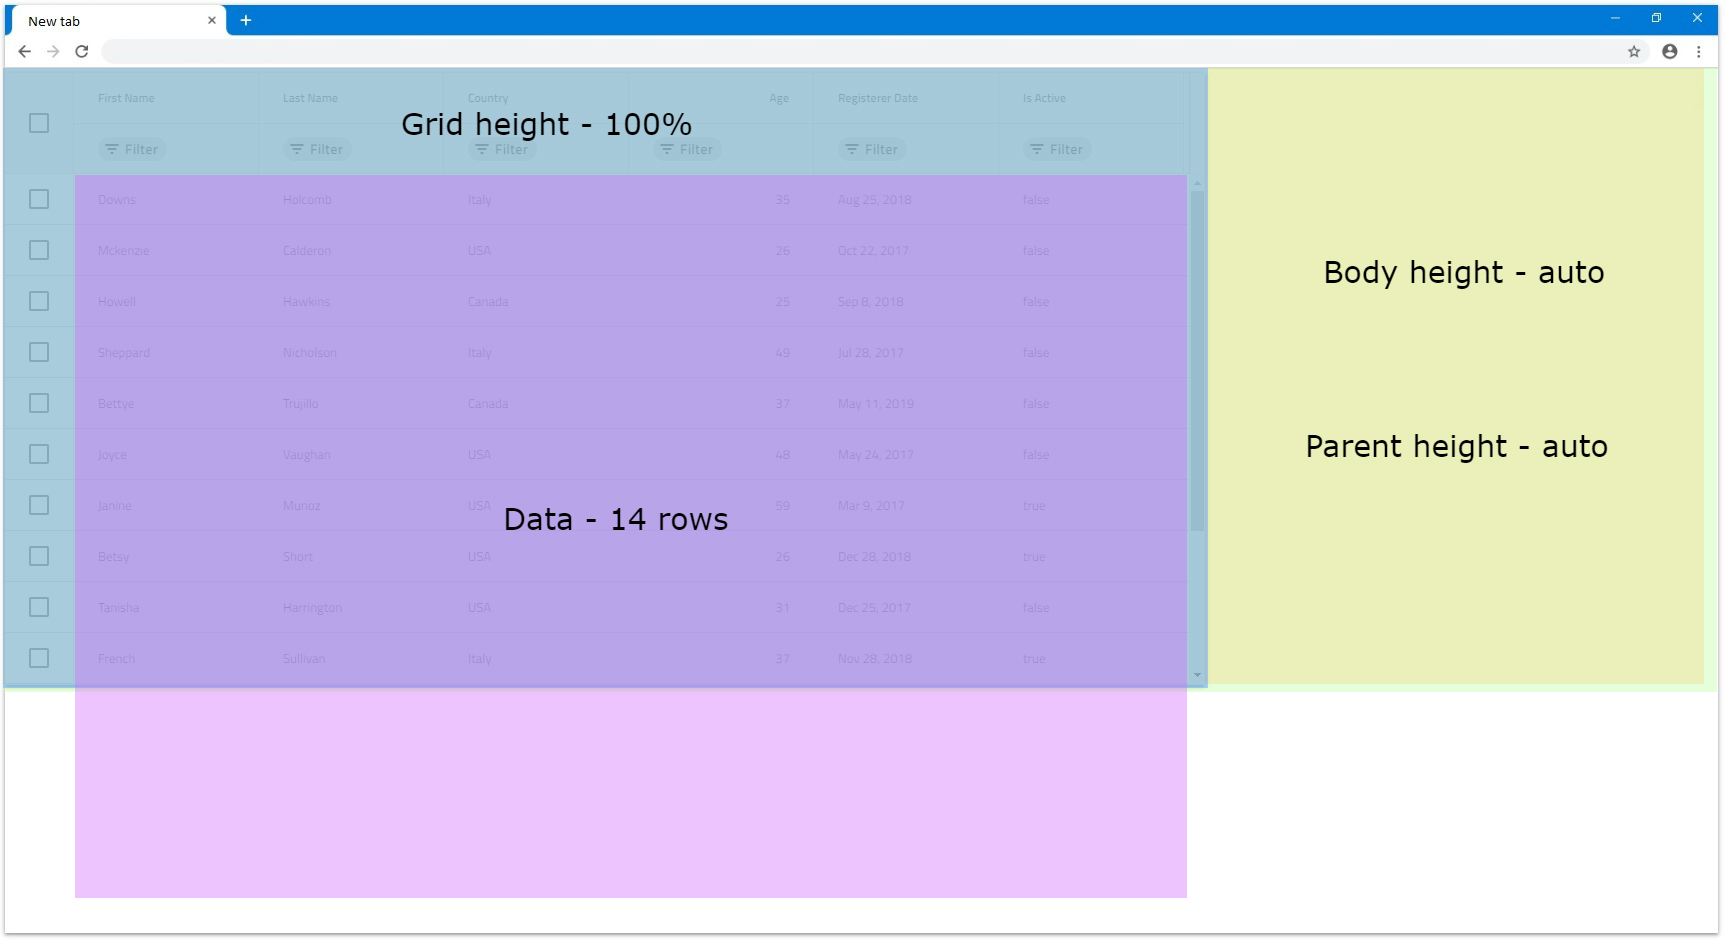 New tab
First Name Last Name Country Age Registerer Date Is Active
Grid height - 100%
Filter Filter Filter Filter Filter Filter
Downs Holcomb Italy 35 Aug 25, 2018 false
Mckenzie Calderon USA 26 Oct 22, 2017 false
Howell Hawkins Canada 25 Sep 8, 2018 false
Body height - auto
Sheppard Nicholson Italy 49 Jul 28, 2017 false
Bettye Trujillo Canada 37 May 11, 2019 false
Parent height - auto
Joyce Vaughan USA 48 May 24, 2017 false
Janine Munoz USA 59 Mar 9, 2017 true
Data - 14 rows
Betsy Short USA 26 Dec 28, 2018 true
Tanisha Harrington USA 31 Dec 25, 2017 false
French Sullivan Italy 37 Nov 28, 2018 true